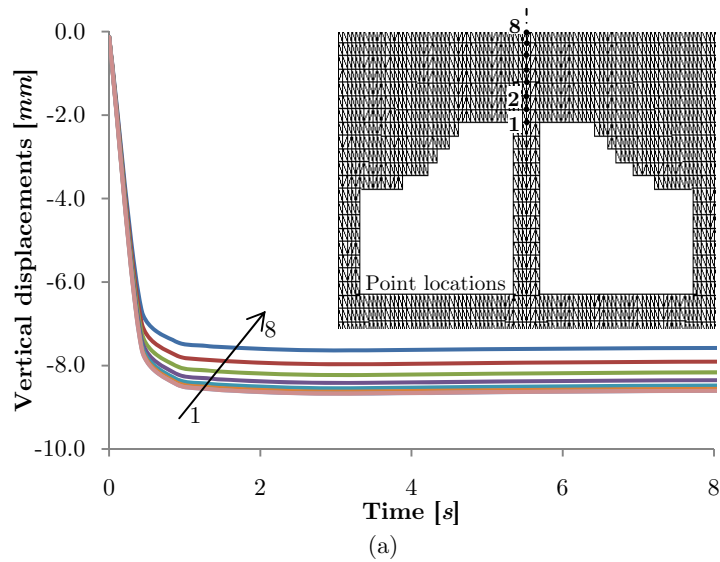 0.0
-2.0
-4.0
-6.0
-8.0
-10.0
Vertical displacements [mm]
8
2
1
Point locations
8
1
0 2 4 6 8
Time [s]
(a)